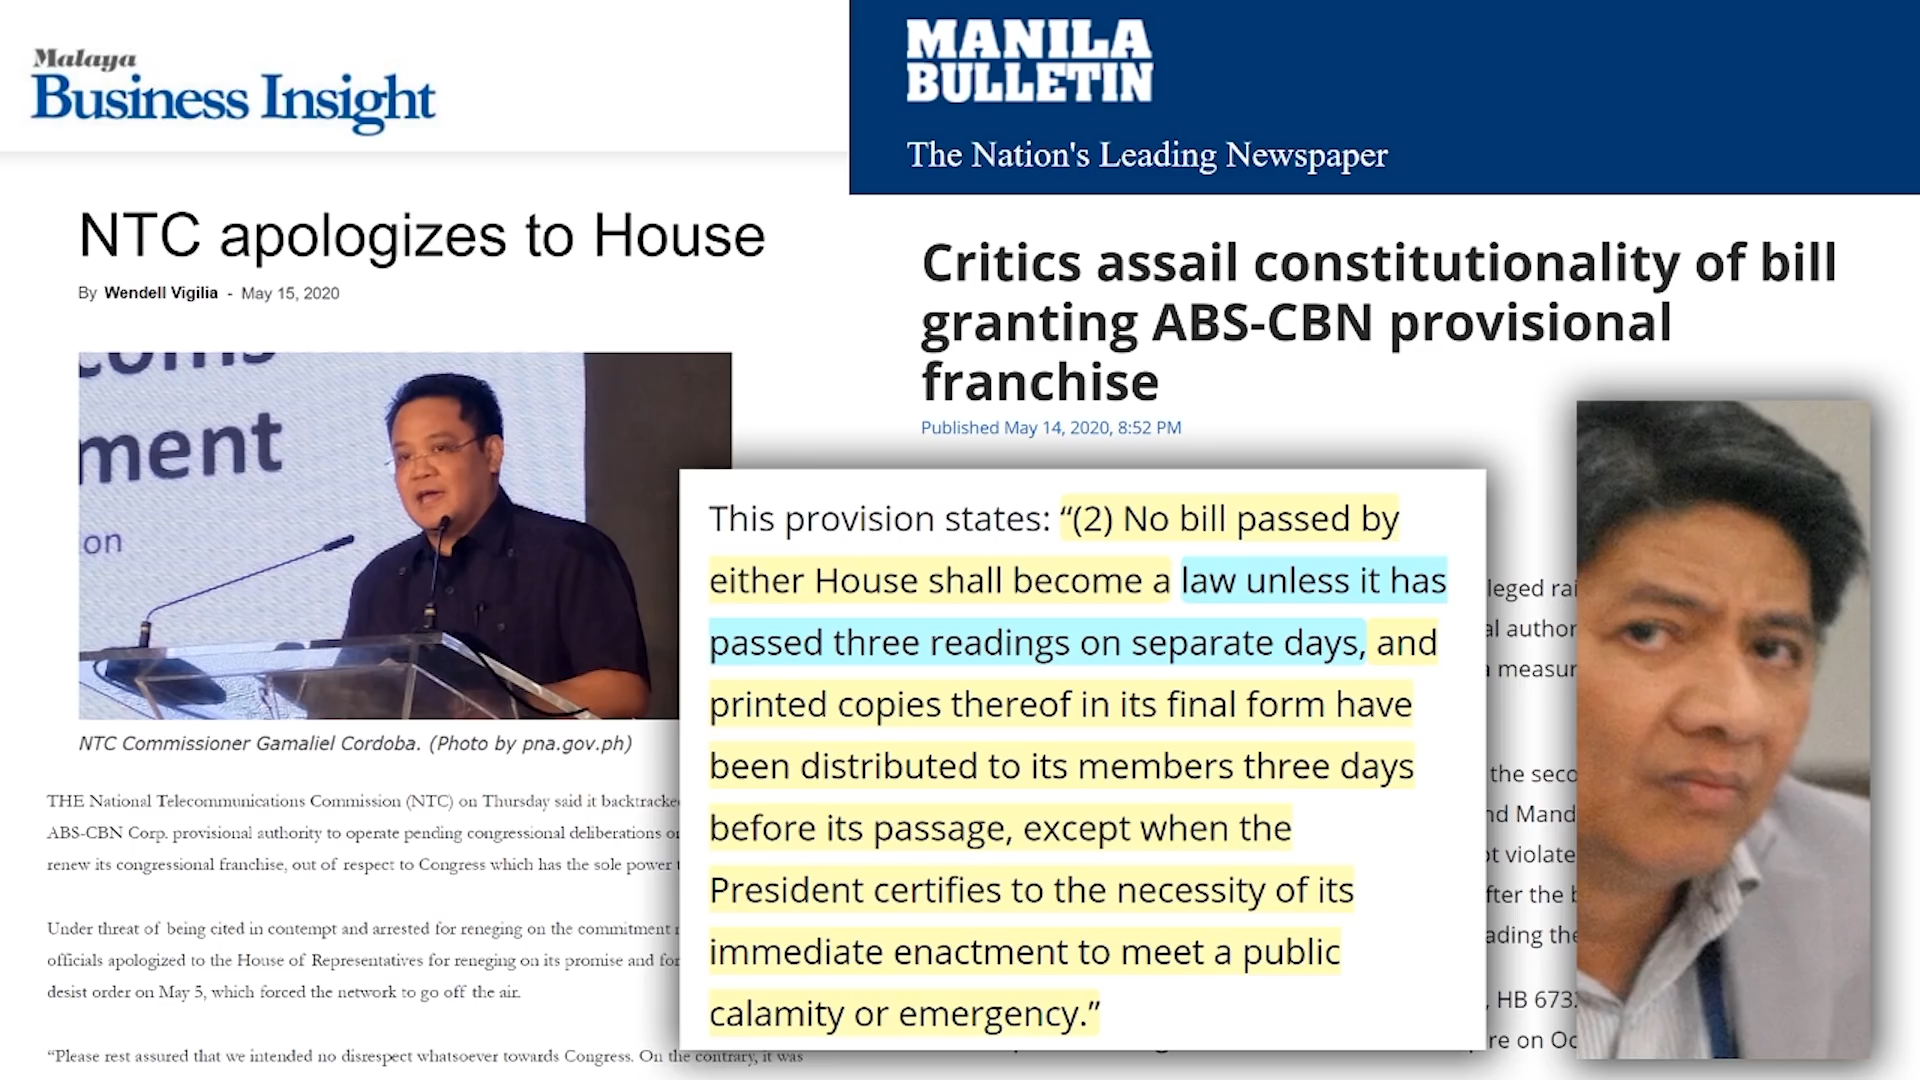 Malaya
Business Insight
NTC apologizes to House
By Wendell Vigilia - May 15, 2020
ment
on
NTC Commissioner Gamaliel Cordoba. (Photo by pna.gov.ph)
THE National Telecommunications Commission (NTC) on Thursday said it backtracke
ABS-CBN Corp. provisional authority to operate pending congressional deliberations
renew its congressional franchise, out of respect to Congress which has the sole power
Under threat of being cited in contempt and arrested for reneging on the commitment
officials apologized to the House of Representatives for reneging on its promise and for
desist order on May 5, which forced the network to go off the air.
“Please rest assured that we intended no disrespect whatsoever towards Congress. On the contrary, it was
MANILA
BULLETIN
The Nation's Leading Newspaper
Critics assail constitutionality of bill
granting ABS-CBN provisional
franchise
Published May 14, 2020, 8:52 PM
This provision states: “(2) No bill passed by
either House shall become a law unless it has
passed three readings on separate days, and
printed copies thereof in its final form have
been distributed to its members three days
before its passage, except when the
President certifies to the necessity of its
immediate enactment to meet a public
calamity or emergency.”
leged rai
al author
measur
the seco
nd Mand
ot violate
fter the
ading the
, HB 673
re on Oc